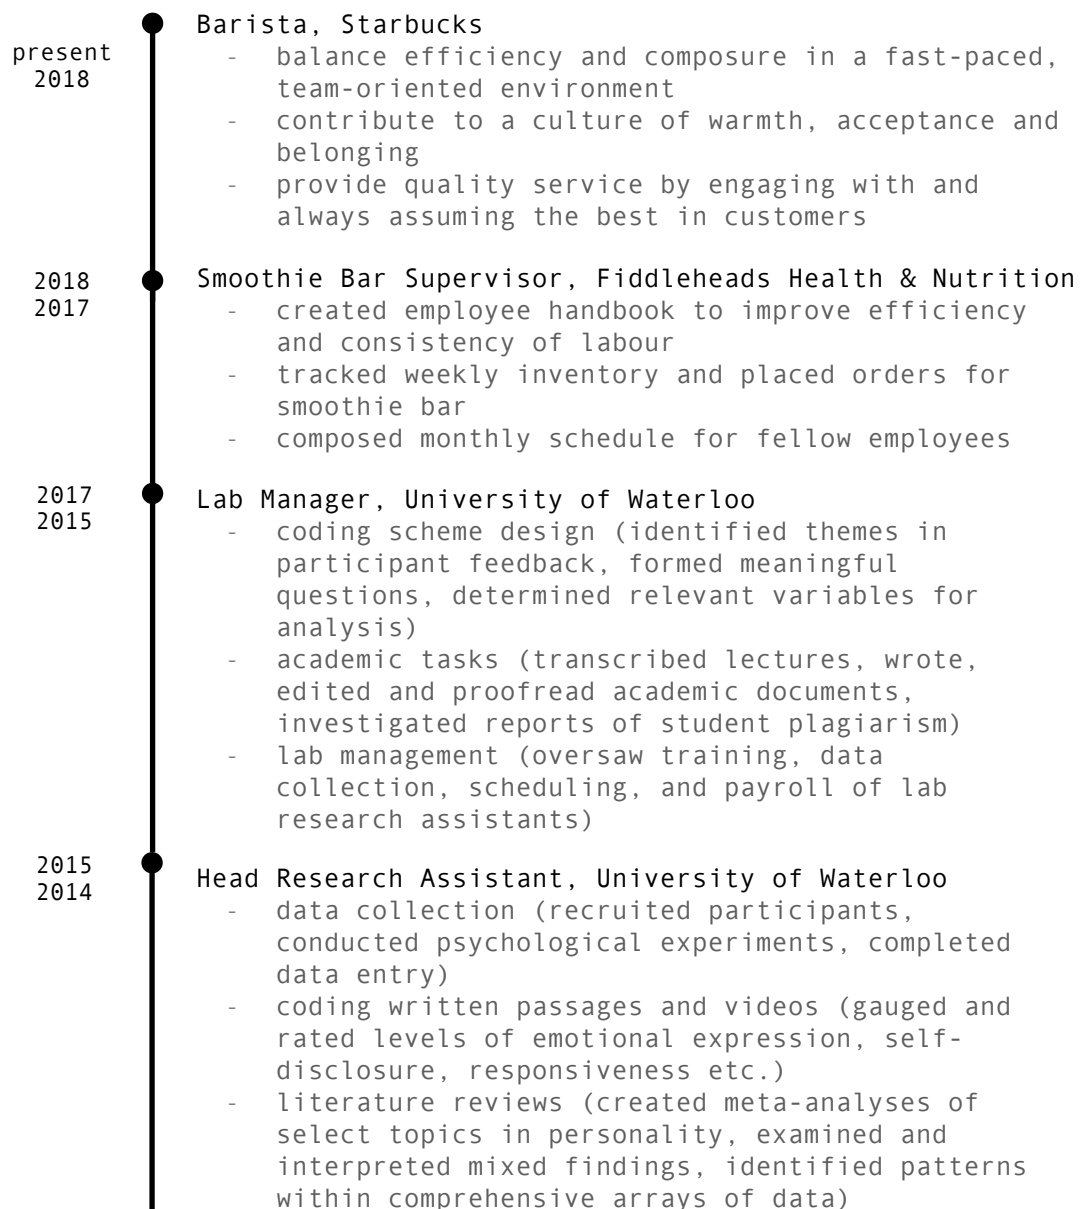 Barista, Starbucks
present
2018
- balance efficiency and composure in a fast-paced,
team-oriented environment
- contribute to a culture of warmth, acceptance and
belonging
- provide quality service by engaging with and
always assuming the best in customers
2018
2017
Smoothie Bar Supervisor, Fiddleheads Health & Nutrition
- created employee handbook to improve efficiency
and consistency of labour
- tracked weekly inventory and placed orders for
smoothie bar
- composed monthly schedule for fellow employees
2017
2015
Lab Manager, University of Waterloo
- coding scheme design (identified themes in
participant feedback, formed meaningful
questions, determined relevant variables for
analysis)
- academic tasks (transcribed lectures, wrote,
edited and proofread academic documents,
investigated reports of student plagiarism)
- lab management (oversaw training, data
collection, scheduling, and payroll of lab
research assistants)
2015
2014
Head Research Assistant, University of Waterloo
- data collection (recruited participants,
conducted psychological experiments, completed
data entry)
- coding written passages and videos (gauged and
rated levels of emotional expression, self-
disclosure, responsiveness etc.)
- literature reviews (created meta-analyses of
select topics in personality, examined and
interpreted mixed findings, identified patterns
within comprehensive arrays of data)